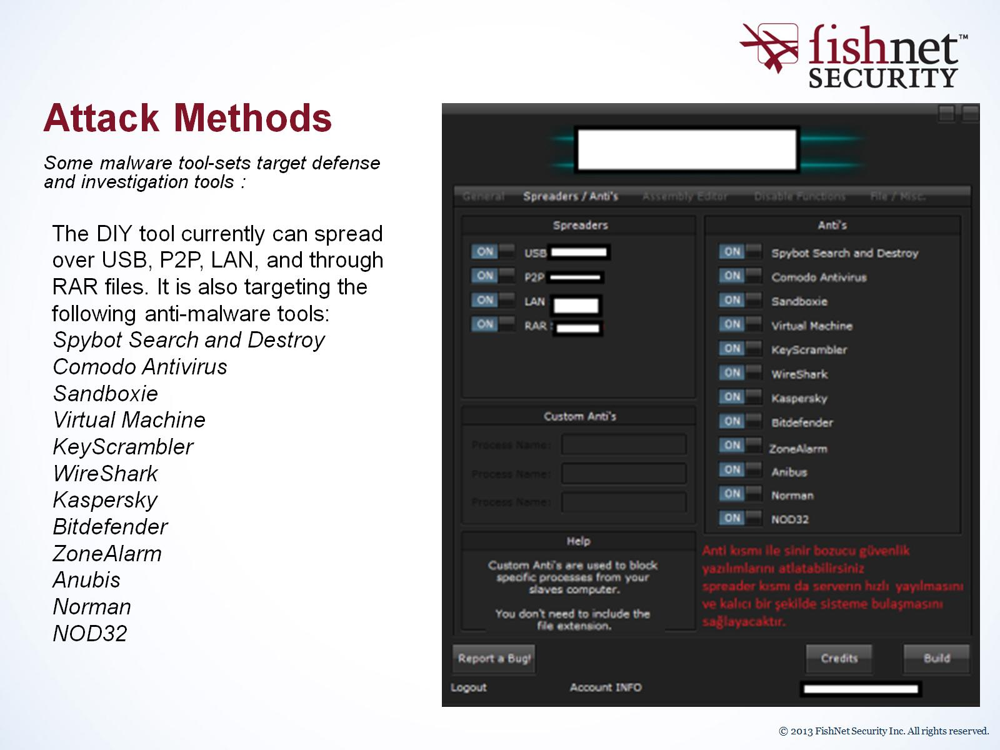 fishnet™
SECURITY
Attack Methods
Some malware tool-sets target defense
and investigation tools :
The DIY tool currently can spread
over USB, P2P, LAN, and through
RAR files. It is also targeting the
following anti-malware tools:
Spybot Search and Destroy
Comodo Antivirus
Sandboxie
Virtual Machine
KeyScrambler
WireShark
Kaspersky
Bitdefender
ZoneAlarm
Anubis
Norman
NOD32
General Spreaders / Anti's Assembly Editor Disable Functions File / Misc.
Spreaders
ON USB
ON P2P
ON LAN
ON RAR :
Custom Anti's
Process Name:
Process Name:
Process Name:
Help
Custom Anti's are used to block
specific processes from your
slaves computer.
You don't need to include the
file extension.
Anti's
ON Spybot Search and Destroy
ON Comodo Antivirus
ON Sandboxie
ON Virtual Machine
ON KeyScrambler
ON WireShark
ON Kaspersky
ON Bitdefender
ON ZoneAlarm
ON Anibus
ON Norman
ON NOD32
Anti kısmı ile sinir bozucu güvenlik
yazılımlarını atlatabilirsiniz
spreader kısmı da serverın hızlı yayılmasını
ve kalıcı bir şekilde sisteme bulaşmasını
sağlayacaktır.
Report a Bug! Credits Build
Logout Account INFO
© 2013 FishNet Security Inc. All rights reserved.